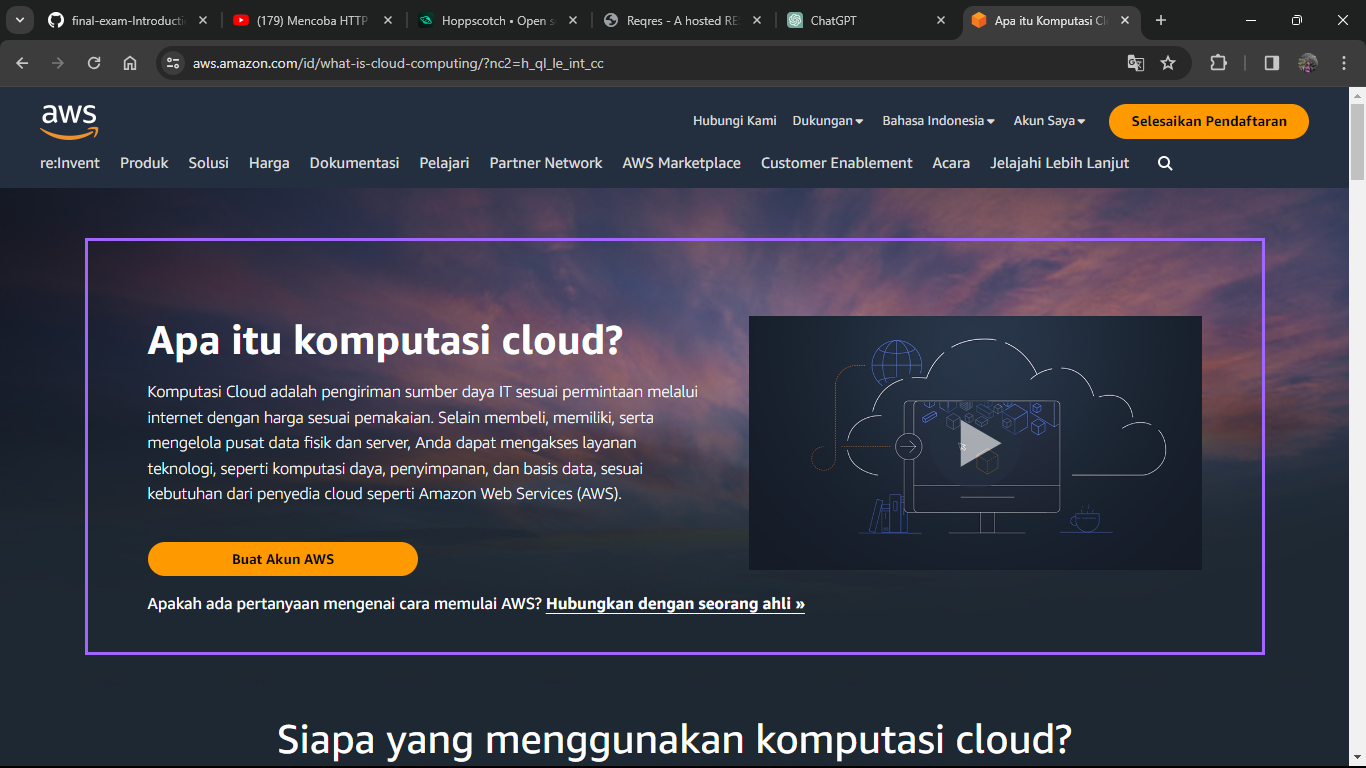 final-exam-Introducti
(179) Mencoba HTTP
Hoppscotch • Open s
Reqres - A hosted RE
ChatGPT
Apa itu Komputasi Cl
aws.amazon.com/id/what-is-cloud-computing/?nc2=h_ql_le_int_cc
aws
Hubungi Kami Dukungan Bahasa Indonesia Akun Saya Selesaikan Pendaftaran
re:Invent Produk Solusi Harga Dokumentasi Pelajari Partner Network AWS Marketplace Customer Enablement Acara Jelajahi Lebih Lanjut
Apa itu komputasi cloud?
Komputasi Cloud adalah pengiriman sumber daya IT sesuai permintaan melalui
internet dengan harga sesuai pemakaian. Selain membeli, memiliki, serta
mengelola pusat data fisik dan server, Anda dapat mengakses layanan
teknologi, seperti komputasi daya, penyimpanan, dan basis data, sesuai
kebutuhan dari penyedia cloud seperti Amazon Web Services (AWS).
Buat Akun AWS
Apakah ada pertanyaan mengenai cara memulai AWS? Hubungkan dengan seorang ahli »
Siapa yang menggunakan komputasi cloud?